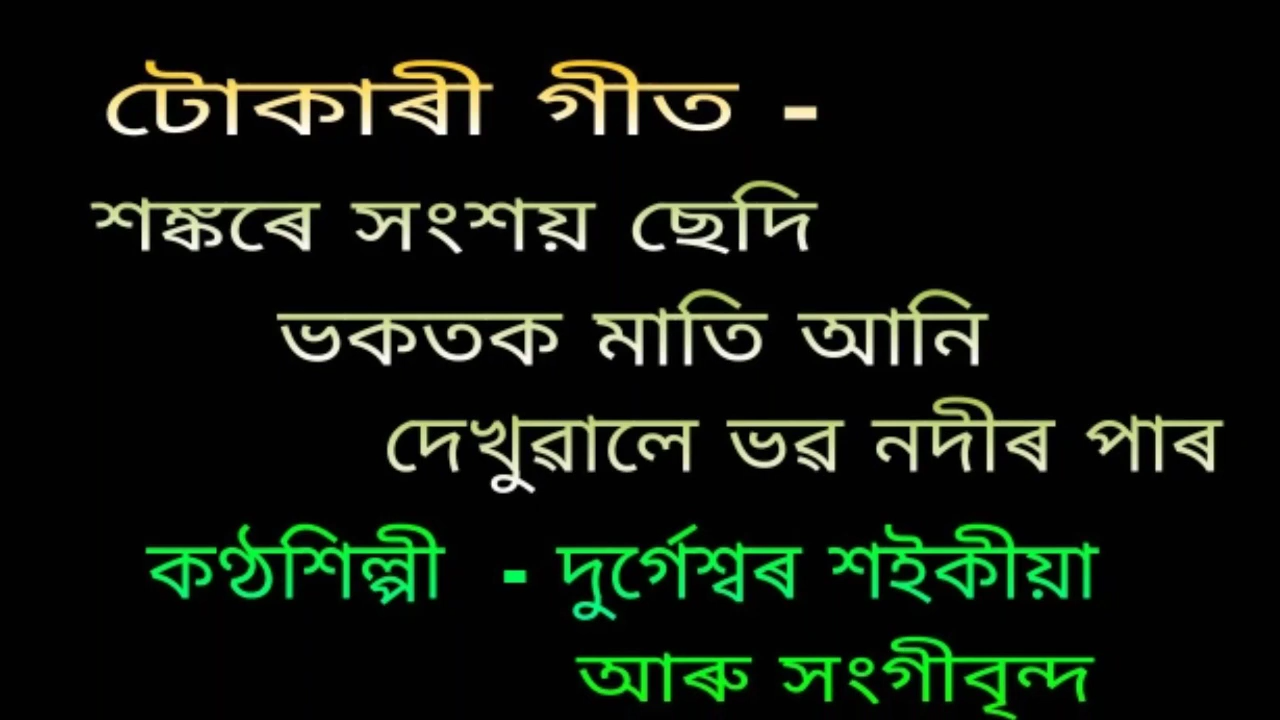 টোকাৰী গীত -
শঙ্কৰে সংশয় ছেদি
ভকতক মাতি আনি
দেখুৱালে ভৱ নদীৰ পাৰ
কণ্ঠশিল্পী - দুৰ্গেশ্বৰ শইকীয়া
আৰু সংগীবৃন্দ